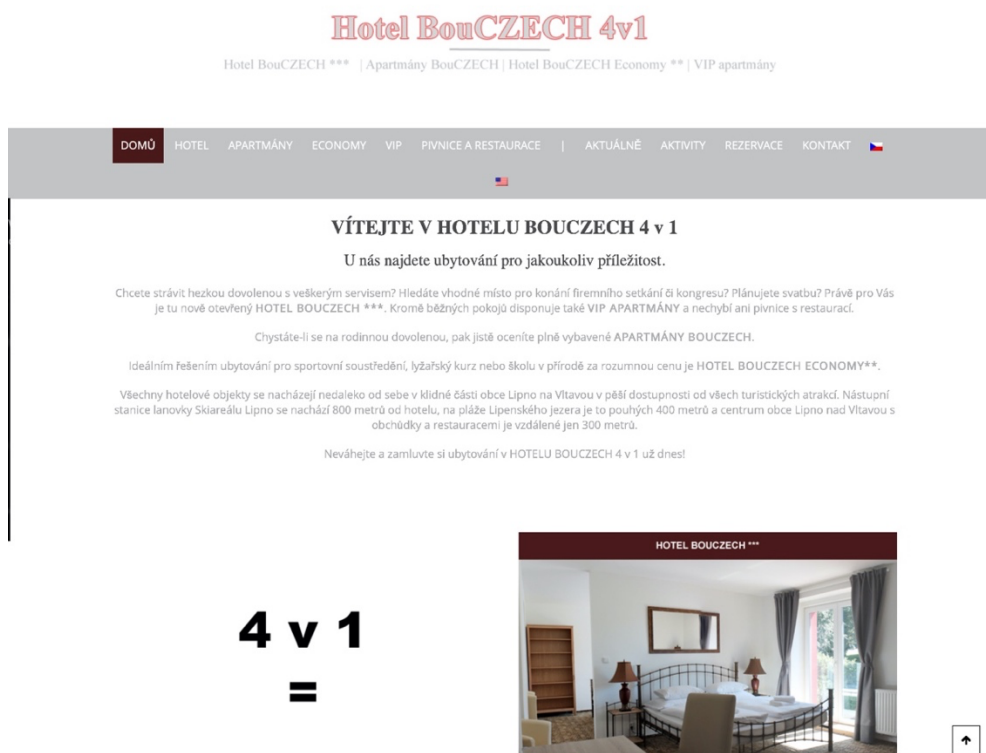 Hotel BouCZECH 4v1
Hotel BouCZECH *** | Apartmány BouCZECH | Hotel BouCZECH Economy ** | VIP apartmány
DOMŮ HOTEL APARTMÁNY ECONOMY VIP PIVNICE A RESTAURACE | AKTUÁLNĚ AKTIVITY REZERVACE KONTAKT
VÍTEJTE V HOTELU BOUCZECH 4 v 1
U nás najdete ubytování pro jakoukoliv příležitost.
Chcete strávit hezkou dovolenou s veškerým servisem? Hledáte vhodné místo pro konání firemního setkání či kongresu? Plánujete svatbu? Právě pro Vás
je tu nově otevřený HOTEL BOUCZECH ***. Kromě běžných pokojů disponuje také VIP APARTMÁNY a nechybí ani pivnice s restaurací.
Chystáte-li se na rodinnou dovolenou, pak jistě oceníte plně vybavené APARTMÁNY BOUCZECH.
Ideálním řešením ubytování pro sportovní soustředění, lyžařský kurz nebo školu v přírodě za rozumnou cenu je HOTEL BOUCZECH ECONOMY**.
Všechny hotelové objekty se nacházejí nedaleko od sebe v klidné části obce Lipno na Vltavou v pěší dostupnosti od všech turistických atrakcí. Nástupní
stanice lanovky Skiareálu Lipno se nachází 800 metrů od hotelu, na pláže Lipenského jezera je to pouhých 400 metrů a centrum obce Lipno nad Vltavou s
obchůdky a restauracemi je vzdálené jen 300 metrů.
Neváhejte a zamluvte si ubytování v HOTELU BOUCZECH 4 v 1 už dnes!
HOTEL BOUCZECH ***
4 v 1
=